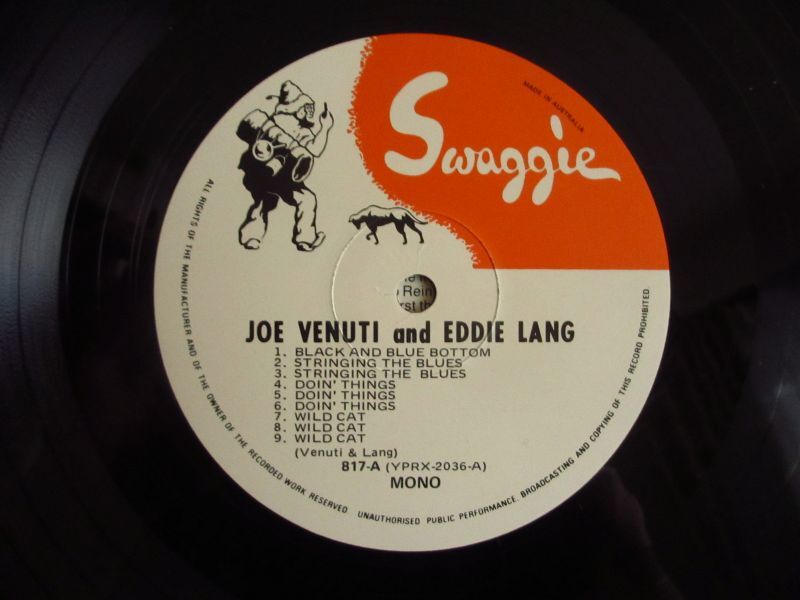 Swaggie
MADE IN AUSTRALIA
Rein
rst th
JOE VENUTI and EDDIE LANG
1. BLACK AND BLUE BOTTOM
2. STRINGING THE BLUES
3. STRINGING THE BLUES
4. DOIN' THINGS
5. DOIN' THINGS
6. DOIN' THINGS
7. WILD CAT
8. WILD CAT
9. WILD CAT
(Venuti & Lang)
817-A (YPRX-2036-A)
MONO
ALL RIGHTS OF THE MANUFACTURER AND OF THE OWNER OF THE RECORDED WORK RESERVED UNAUTHORISED PUBLIC PERFORMANCE. BROADCASTING AND COPYING OF THIS RECORD PROHIBITED.